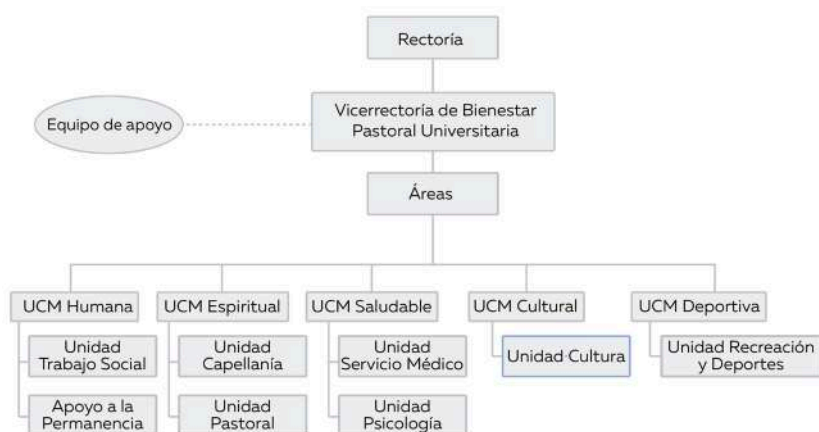 Rectoría
Equipo de apoyo
Vicerrectoría de Bienestar
Pastoral Universitaria
Áreas
UCM Humana
UCM Espiritual
UCM Saludable
UCM Cultural
UCM Deportiva
Unidad
Trabajo Social
Unidad
Capellanía
Unidad
Servicio Médico
Unidad Cultura
Unidad Recreación
y Deportes
Apoyo a la
Permanencia
Unidad
Pastoral
Unidad
Psicología